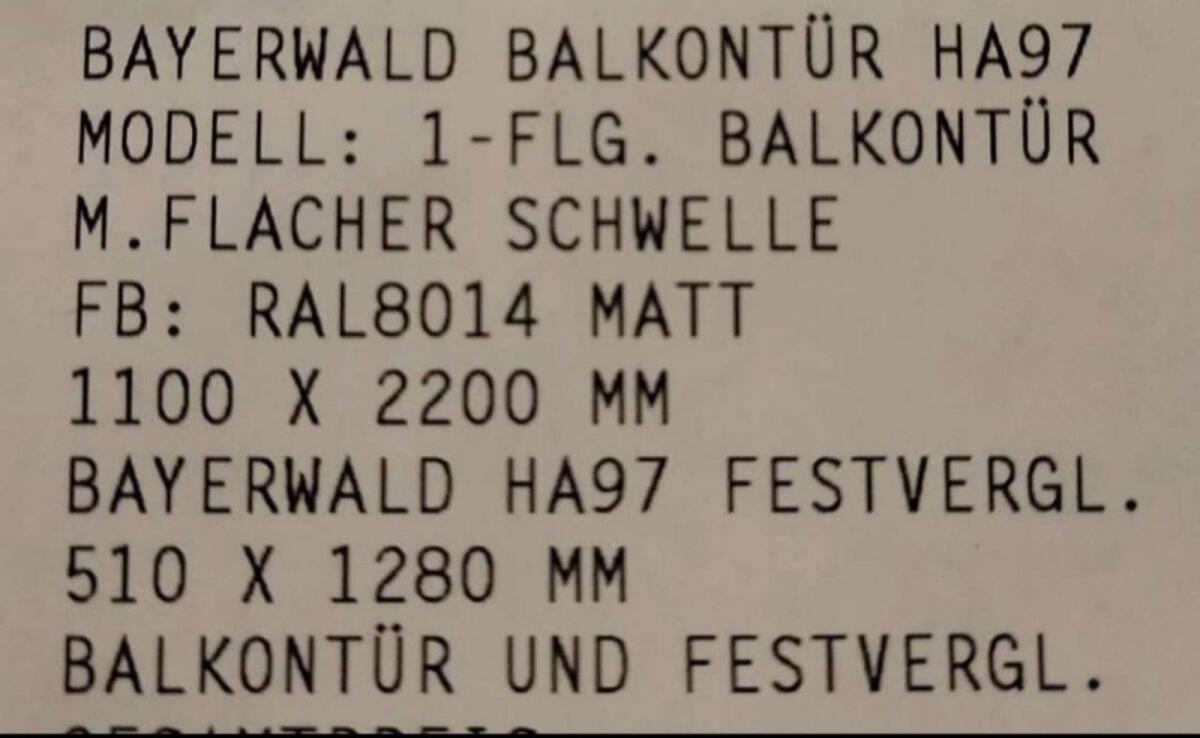 BAYERWALD BALKONTÜR HA97
MODELL: 1-FLG. BALKONTÜR
M.FLACHER SCHWELLE
FB: RAL8014 MATT
1100 X 2200 MM
BAYERWALD HA97 FESTVERGL.
510 X 1280 MM
BALKONTÜR UND FESTVERGL.